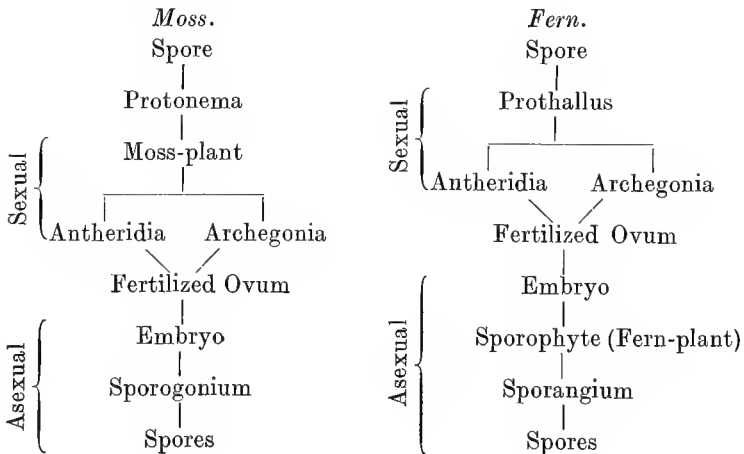 Moss.
Spore
Protonema
Moss-plant
Sexual
Antheridia Archegonia
Fertilized Ovum
Embryo
Asexual
Sporogonium
Spores
Fern.
Spore
Prothallus
Sexual
Antheridia Archegonia
Fertilized Ovum
Embryo
Sporophyte (Fern-plant)
Asexual
Sporangium
Spores